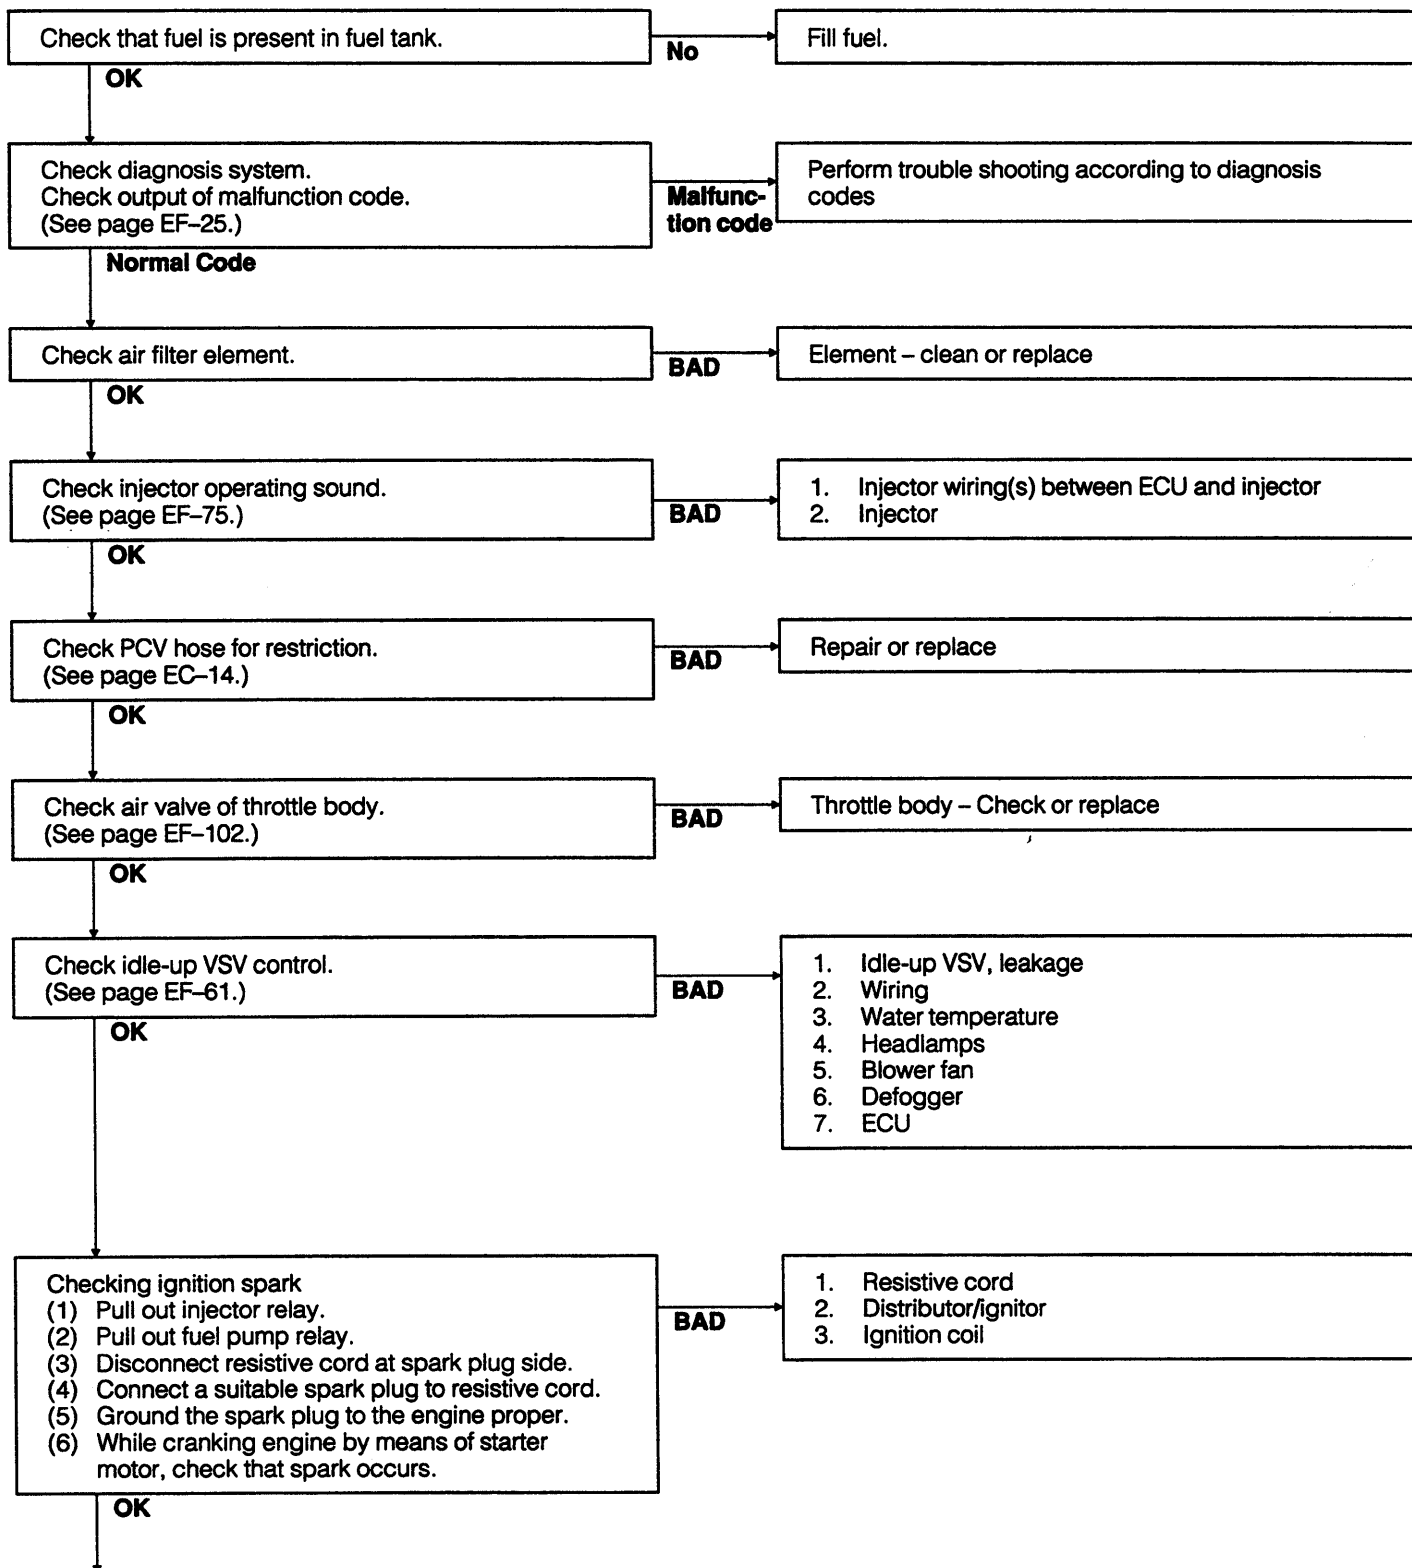 Check that fuel is present in fuel tank.
No
Fill fuel.
OK
Check diagnosis system.
Check output of malfunction code.
(See page EF–25.)
Malfunc-
tion code
Perform trouble shooting according to diagnosis
codes
Normal Code
Check air filter element.
BAD
Element – clean or replace
OK
Check injector operating sound.
(See page EF–75.)
BAD
1. Injector wiring(s) between ECU and injector
2. Injector
OK
Check PCV hose for restriction.
(See page EC–14.)
BAD
Repair or replace
OK
Check air valve of throttle body.
(See page EF–102.)
BAD
Throttle body – Check or replace
OK
Check idle-up VSV control.
(See page EF–61.)
BAD
1. Idle-up VSV, leakage
2. Wiring
3. Water temperature
4. Headlamps
5. Blower fan
6. Defogger
7. ECU
OK
Checking ignition spark
(1) Pull out injector relay.
(2) Pull out fuel pump relay.
(3) Disconnect resistive cord at spark plug side.
(4) Connect a suitable spark plug to resistive cord.
(5) Ground the spark plug to the engine proper.
(6) While cranking engine by means of starter
motor, check that spark occurs.
BAD
1. Resistive cord
2. Distributor/ignitor
3. Ignition coil
OK